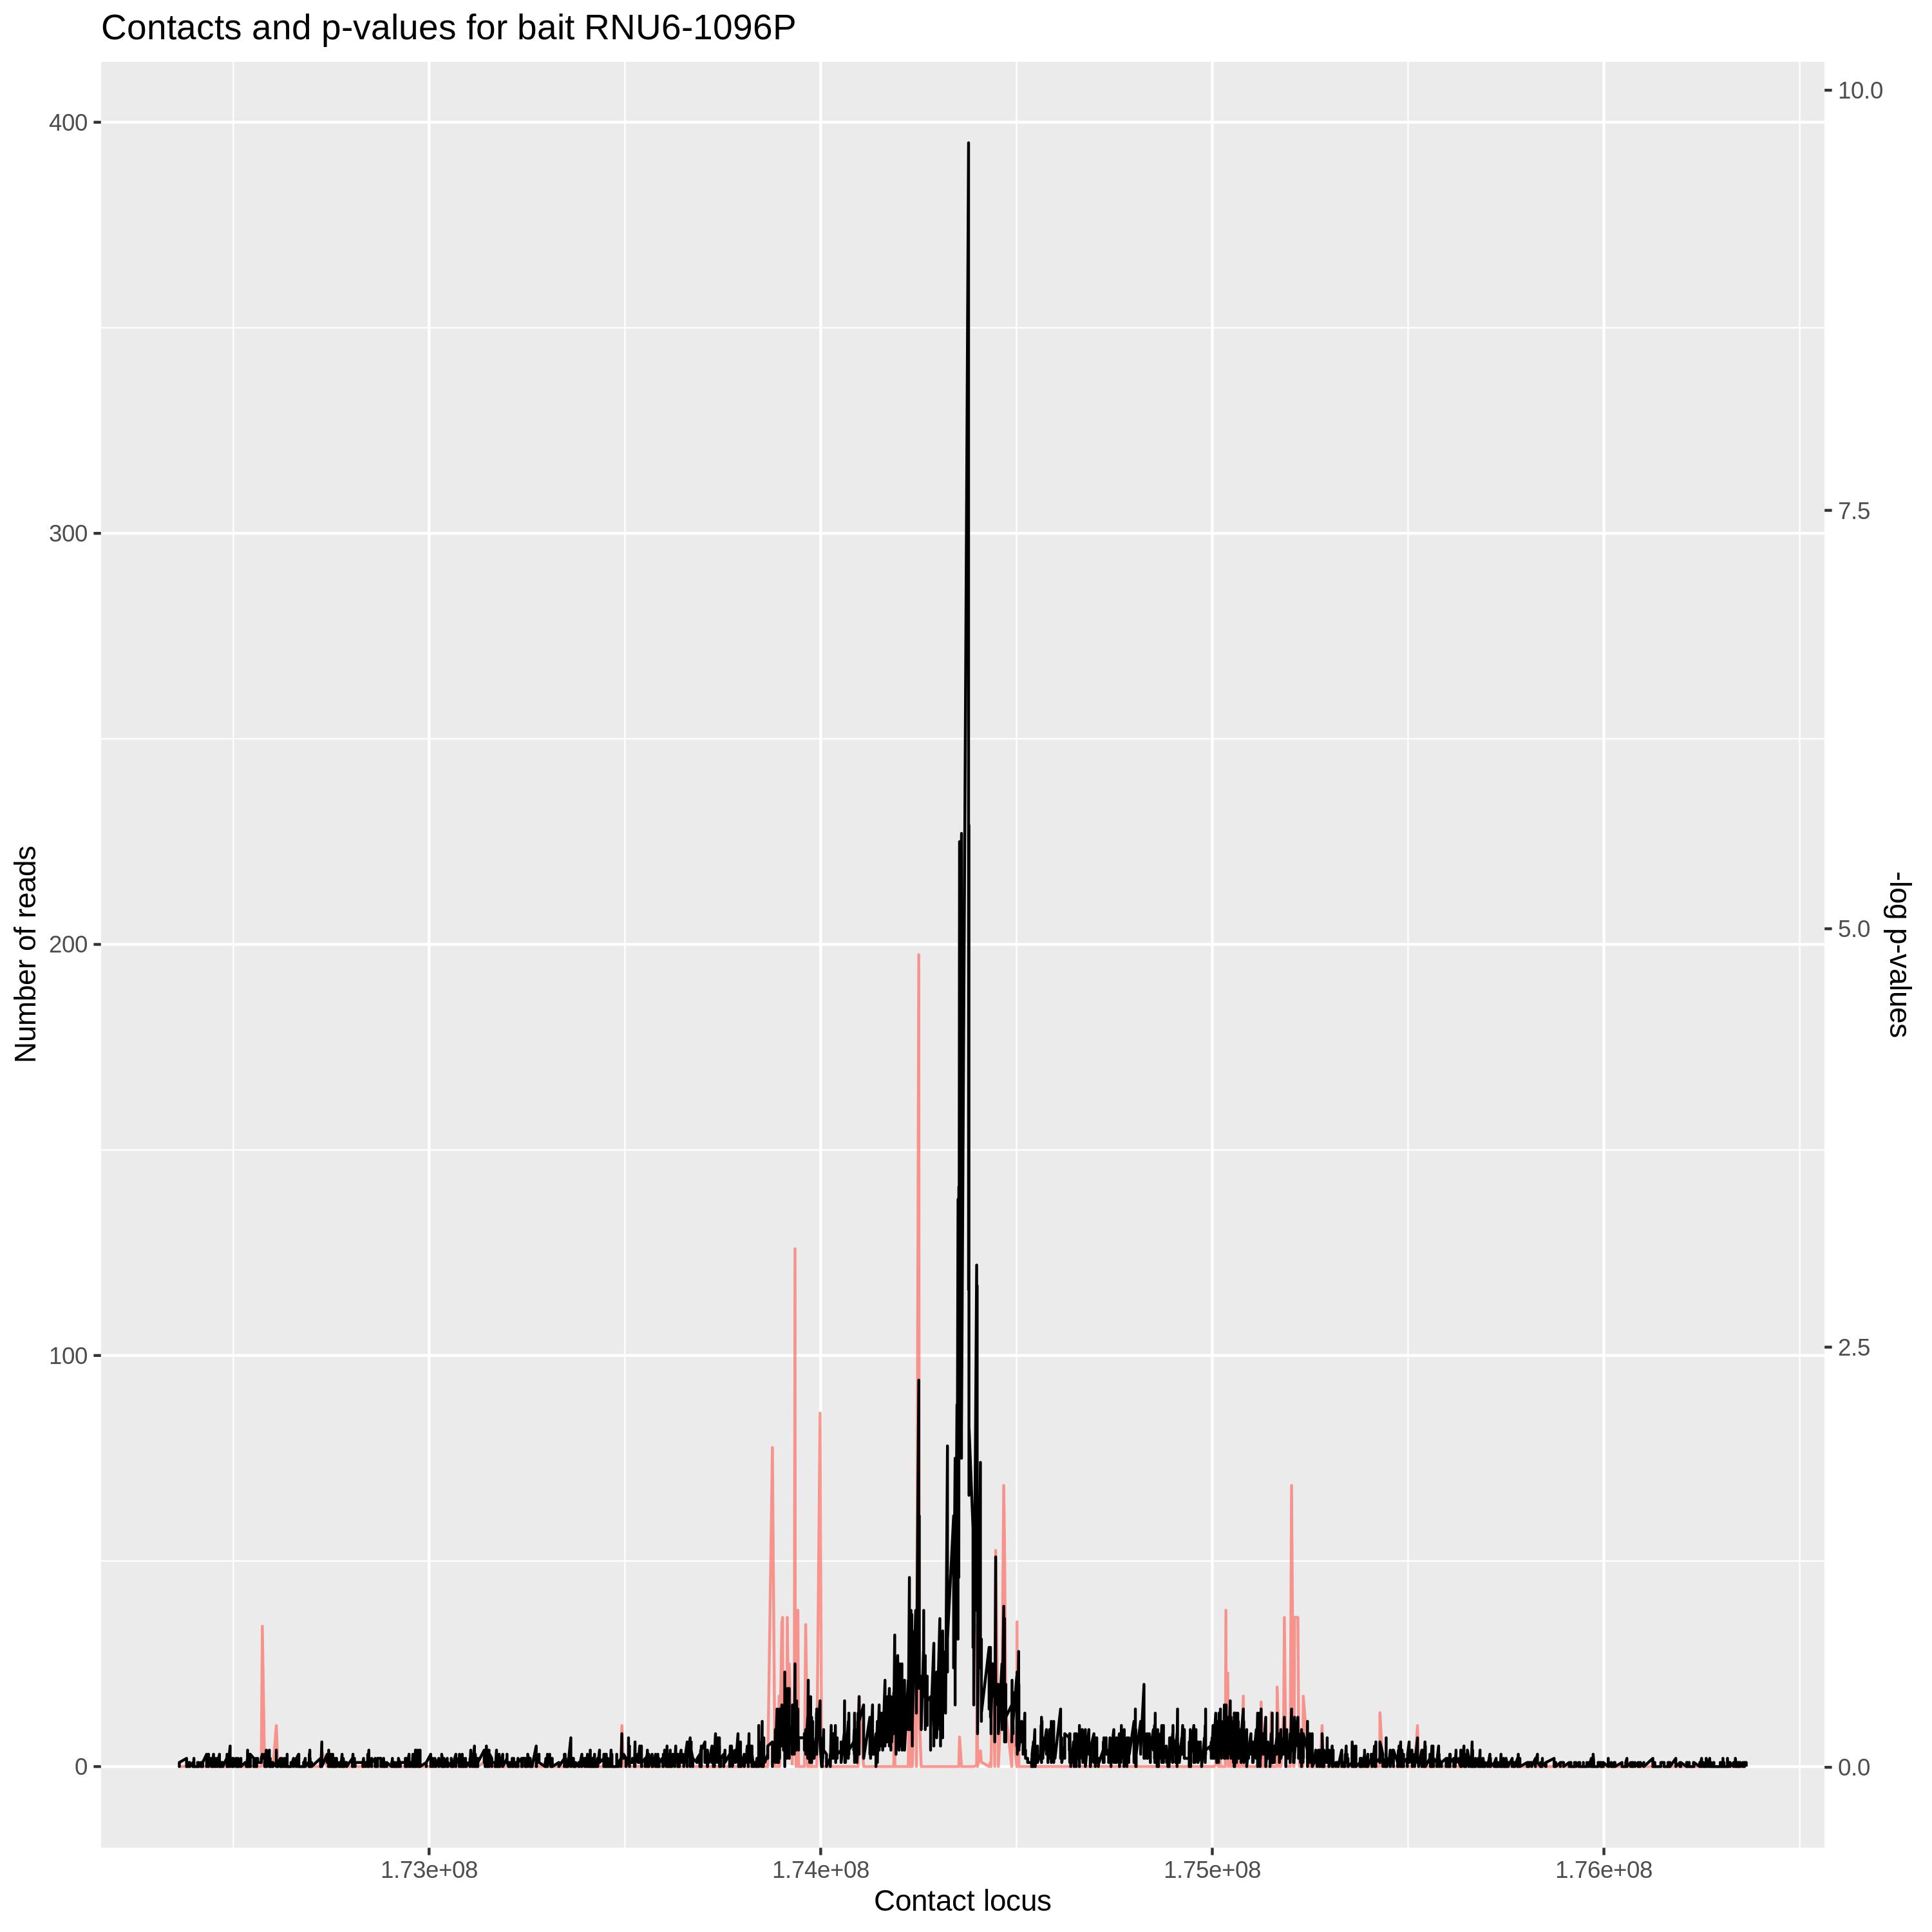 Contacts and p-values for bait RNU6-1096P
400
300
200
100
0
Number of reads
10.0
7.5
5.0
2.5
0.0
-log p-values
1.73e+08
1.74e+08
1.75e+08
1.76e+08
Contact locus